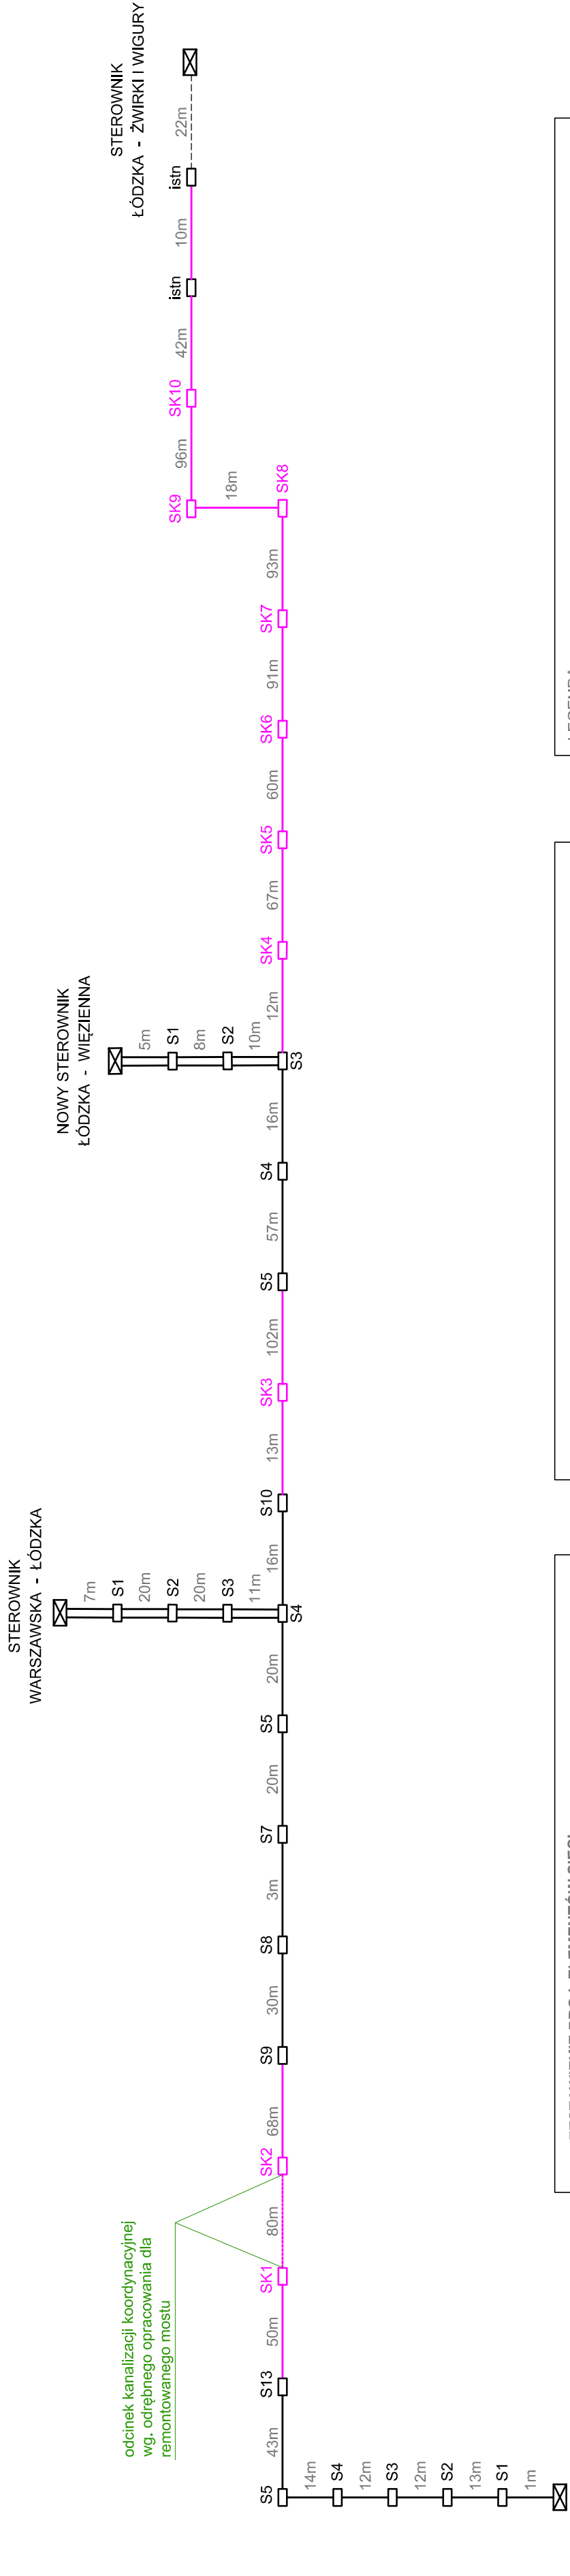 STEROWNIK
ŁÓDZKA - ŻWIRKI I WIGURY
22m
istn
10m
istn
42m
SK10
96m
SK9
18m
SK8
93m
SK7
91m
SK6
60m
SK5
67m
SK4
12m
NOWY STEROWNIK
ŁÓDZKA - WIĘZIENNA
5m
S1
8m
S2
10m
S3
16m
S4
57m
S5
102m
SK3
13m
S10
16m
STEROWNIK
WARSZAWSKA - ŁÓDZKA
7m
S1
20m
S2
20m
S3
11m
S4
20m
S5
20m
S7
3m
S8
30m
S9
68m
SK2
80m
SK1
50m
S13
43m
S5
14m
S4
12m
S3
12m
S2
13m
S1
1m
odcinek kanalizacji koordynacyjnej
wg. odrębnego opracowania dla
remontowanego mostu